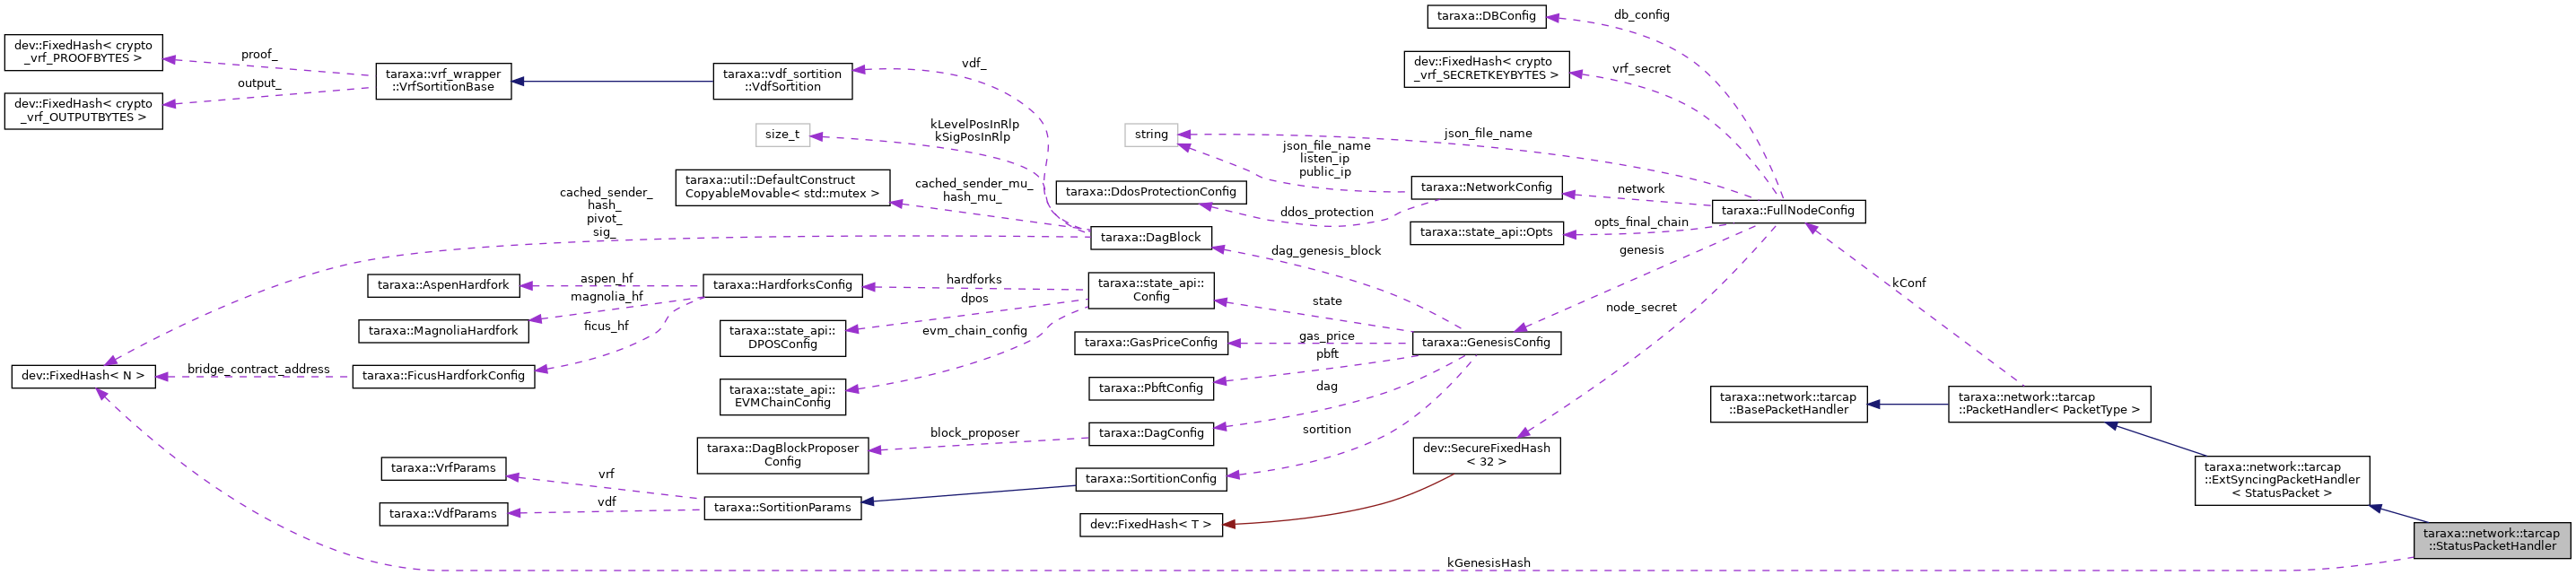 taraxa::DBConfig
db_config
dev::FixedHash< crypto
_vrf_PROOFBYTES >
proof_
dev::FixedHash< crypto
_vrf_OUTPUTBYTES >
output_
taraxa::vrf_wrapper
::VrfSortitionBase
taraxa::vdf_sortition
::VdfSortition
vdf_
dev::FixedHash< crypto
_vrf_SECRETKEYBYTES >
vrf_secret
size_t
kLevelPosInRlp
kSigPosInRlp
string
json_file_name
json_file_name
listen_ip
public_ip
taraxa::util::DefaultConstruct
CopyableMovable< std::mutex >
cached_sender_mu_
hash_mu_
taraxa::DdosProtectionConfig
ddos_protection
taraxa::NetworkConfig
network
taraxa::FullNodeConfig
cached_sender_
hash_
pivot_
sig_
taraxa::DagBlock
dag_genesis_block
taraxa::state_api::Opts
opts_final_chain
genesis
taraxa::AspenHardfork
aspen_hf
taraxa::HardforksConfig
hardforks
taraxa::state_api::
Config
state
node_secret
kConf
taraxa::MagnoliaHardfork
magnolia_hf
ficus_hf
taraxa::state_api::
DPOSConfig
dpos
evm_chain_config
taraxa::GasPriceConfig
gas_price
taraxa::GenesisConfig
dev::FixedHash< N >
bridge_contract_address
taraxa::FicusHardforkConfig
taraxa::state_api::
EVMChainConfig
taraxa::PbftConfig
pbft
dag
taraxa::network::tarcap
::BasePacketHandler
taraxa::network::tarcap
::PacketHandler< PacketType >
taraxa::DagBlockProposer
Config
block_proposer
taraxa::DagConfig
sortition
dev::SecureFixedHash
< 32 >
taraxa::VrfParams
vrf
taraxa::VdfParams
vdf
taraxa::SortitionParams
taraxa::SortitionConfig
dev::FixedHash< T >
taraxa::network::tarcap
::ExtSyncingPacketHandler
< StatusPacket >
taraxa::network::tarcap
::StatusPacketHandler
kGenesisHash